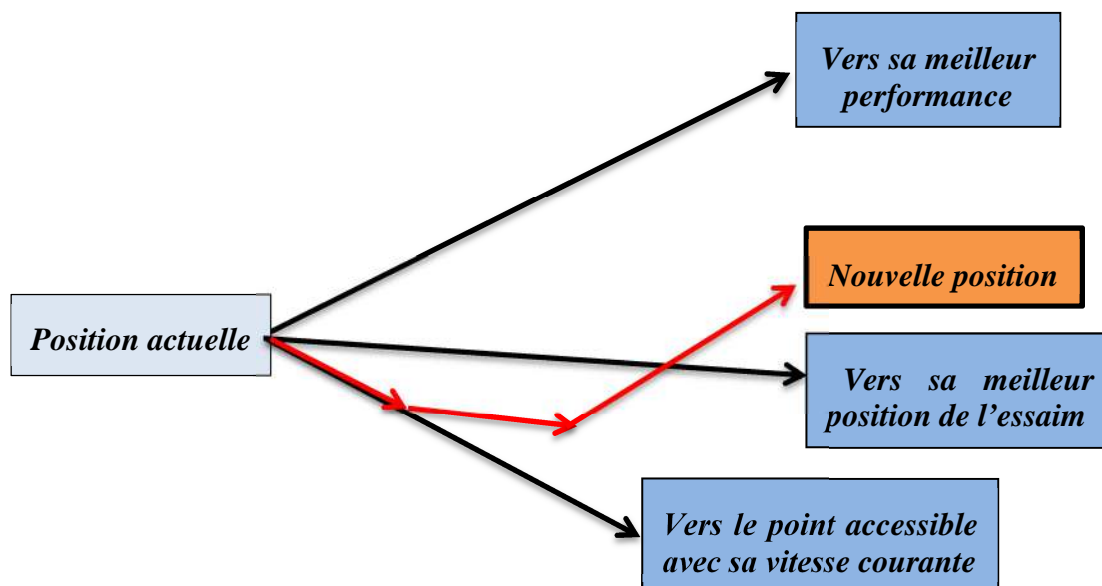 Vers sa meilleur
performance
Nouvelle position
Position actuelle
Vers sa meilleur
position de l'essaim
Vers le point accessible
avec sa vitesse courante